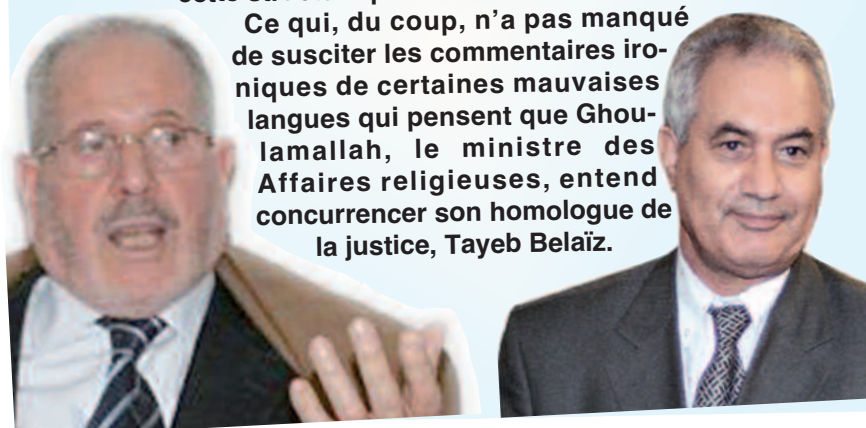 Ce qui, du coup, n’a pas manqué
de susciter les commentaires iro-
niques de certaines mauvaises
langues qui pensent que Ghou-
lamallah, le ministre des
Affaires religieuses, entend
concurrencer son homologue de
la justice, Tayeb Belaïz.